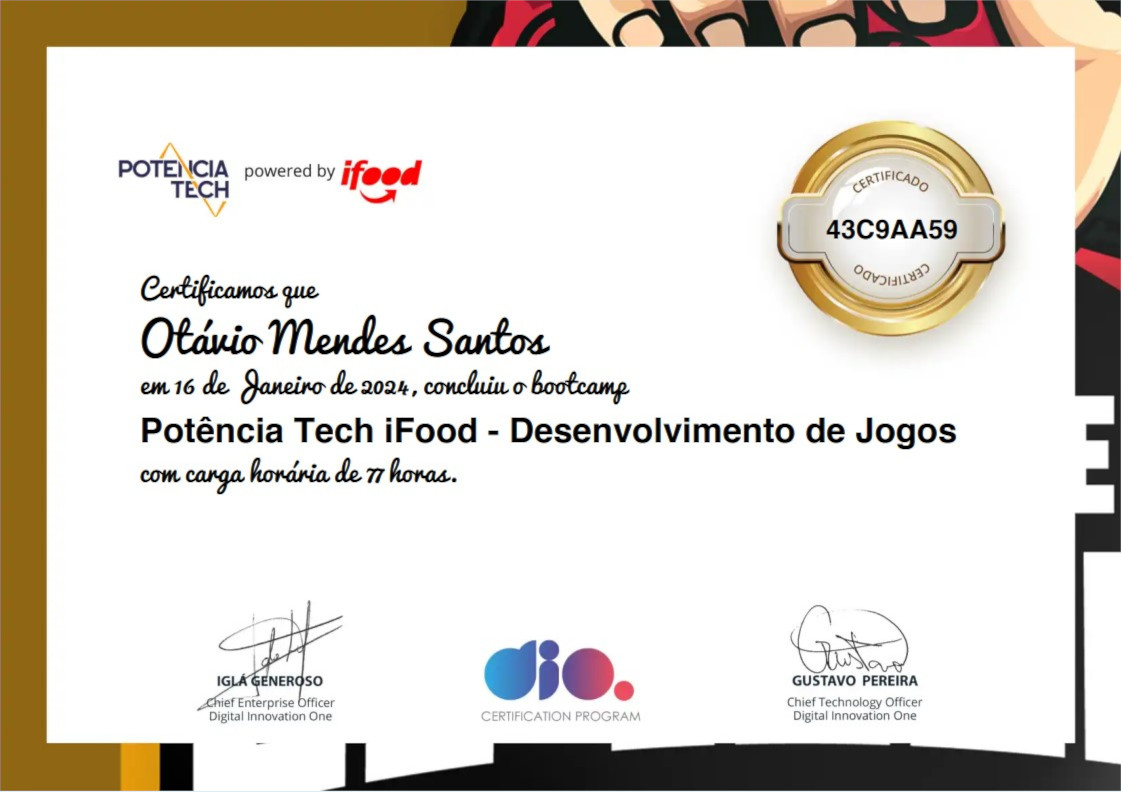 POTÊNCIA
TECH
powered by
ifood
CERTIFICADO
43C9AA59
CERTIFICADO
Certificamos que
Otávio Mendes Santos
em 16 de Janeiro de 2024, concluiu o bootcamp
Potência Tech iFood - Desenvolvimento de Jogos
com carga horária de 77 horas.
IGLÁ GENEROSO
Chief Enterprise Officer
Digital Innovation One
dio.
CERTIFICATION PROGRAM
Gustavo
GUSTAVO PEREIRA
Chief Technology Officer
Digital Innovation One
E